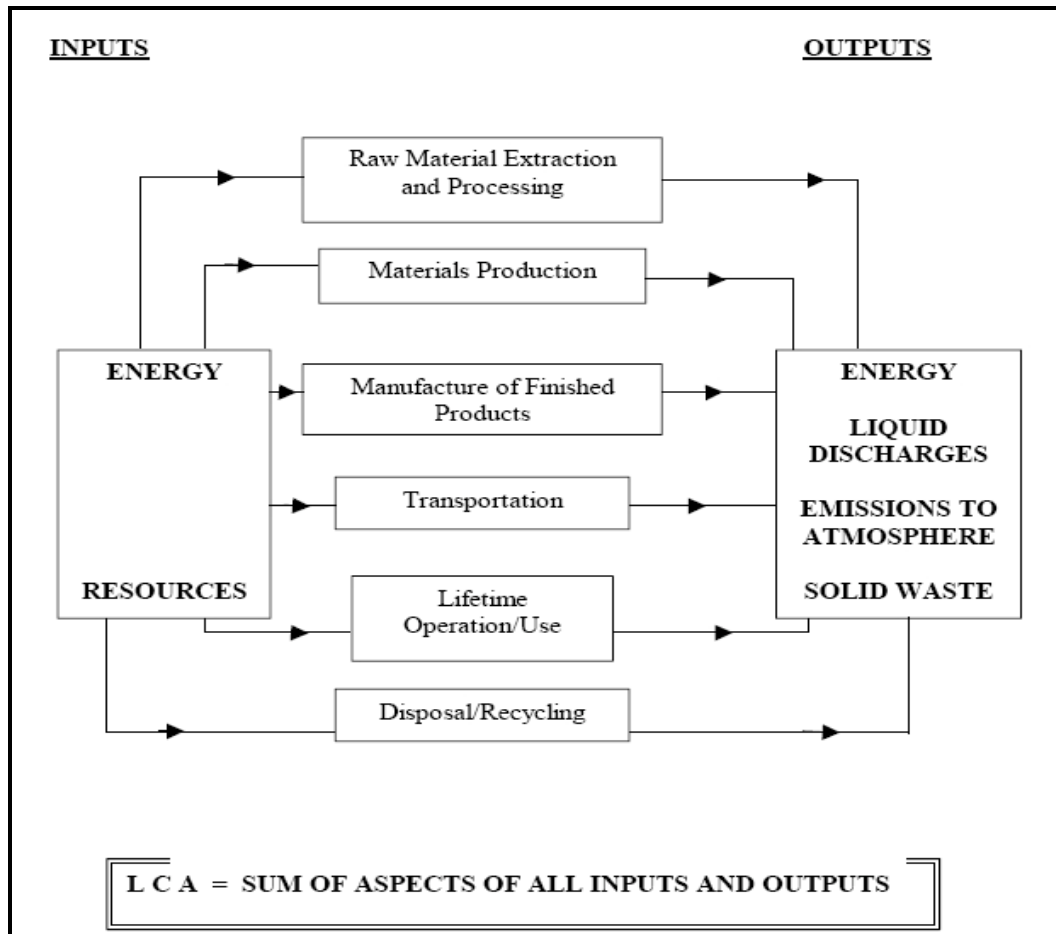 INPUTS
OUTPUTS
Raw Material Extraction
and Processing
Materials Production
ENERGY
RESOURCES
Manufacture of Finished
Products
Transportation
Lifetime
Operation/Use
Disposal/Recycling
ENERGY
LIQUID
DISCHARGES
EMISSIONS TO
ATMOSPHERE
SOLID WASTE
L C A = SUM OF ASPECTS OF ALL INPUTS AND OUTPUTS